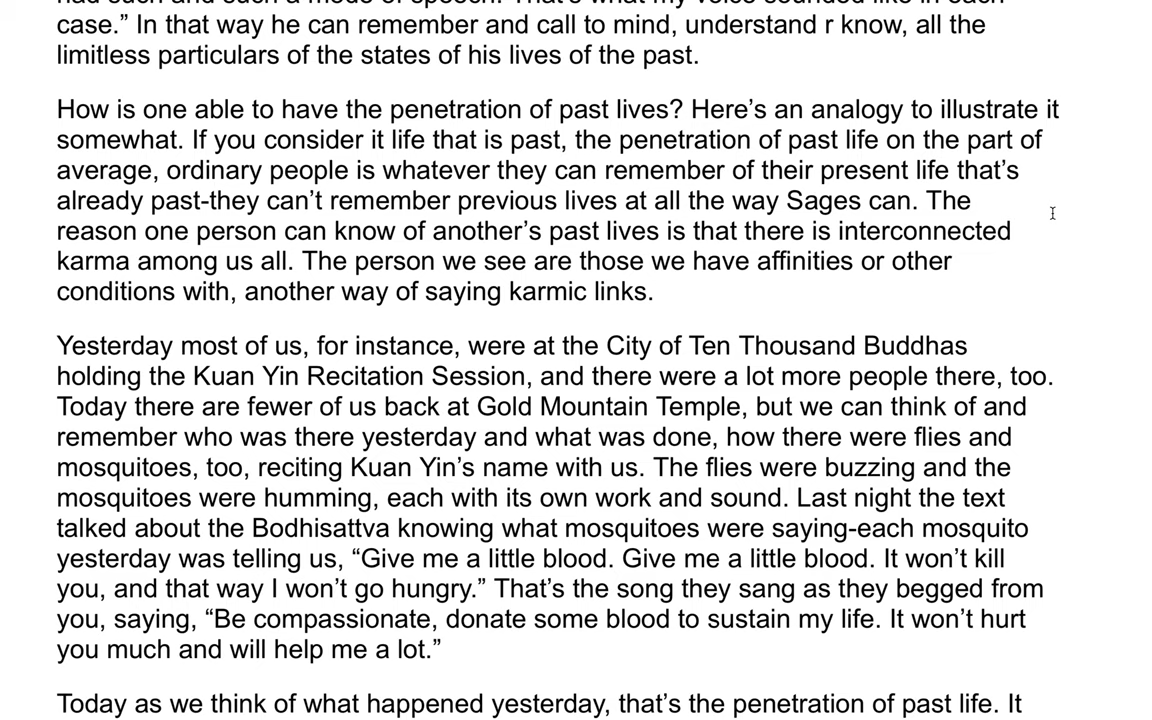 had such and such a mode of speech. That’s what my voice sounded like in each
case.” In that way he can remember and call to mind, understand r know, all the
limitless particulars of the states of his lives of the past.
How is one able to have the penetration of past lives? Here’s an analogy to illustrate it
somewhat. If you consider it life that is past, the penetration of past life on the part of
average, ordinary people is whatever they can remember of their present life that’s
already past-they can’t remember previous lives at all the way Sages can. The
reason one person can know of another’s past lives is that there is interconnected
karma among us all. The person we see are those we have affinities or other
conditions with, another way of saying karmic links.
Yesterday most of us, for instance, were at the City of Ten Thousand Buddhas
holding the Kuan Yin Recitation Session, and there were a lot more people there, too.
Today there are fewer of us back at Gold Mountain Temple, but we can think of and
remember who was there yesterday and what was done, how there were flies and
mosquitoes, too, reciting Kuan Yin’s name with us. The flies were buzzing and the
mosquitoes were humming, each with its own work and sound. Last night the text
talked about the Bodhisattva knowing what mosquitoes were saying-each mosquito
yesterday was telling us, “Give me a little blood. Give me a little blood. It won’t kill
you, and that way I won’t go hungry.” That’s the song they sang as they begged from
you, saying, “Be compassionate, donate some blood to sustain my life. It won’t hurt
you much and will help me a lot.”
Today as we think of what happened yesterday, that’s the penetration of past life. It